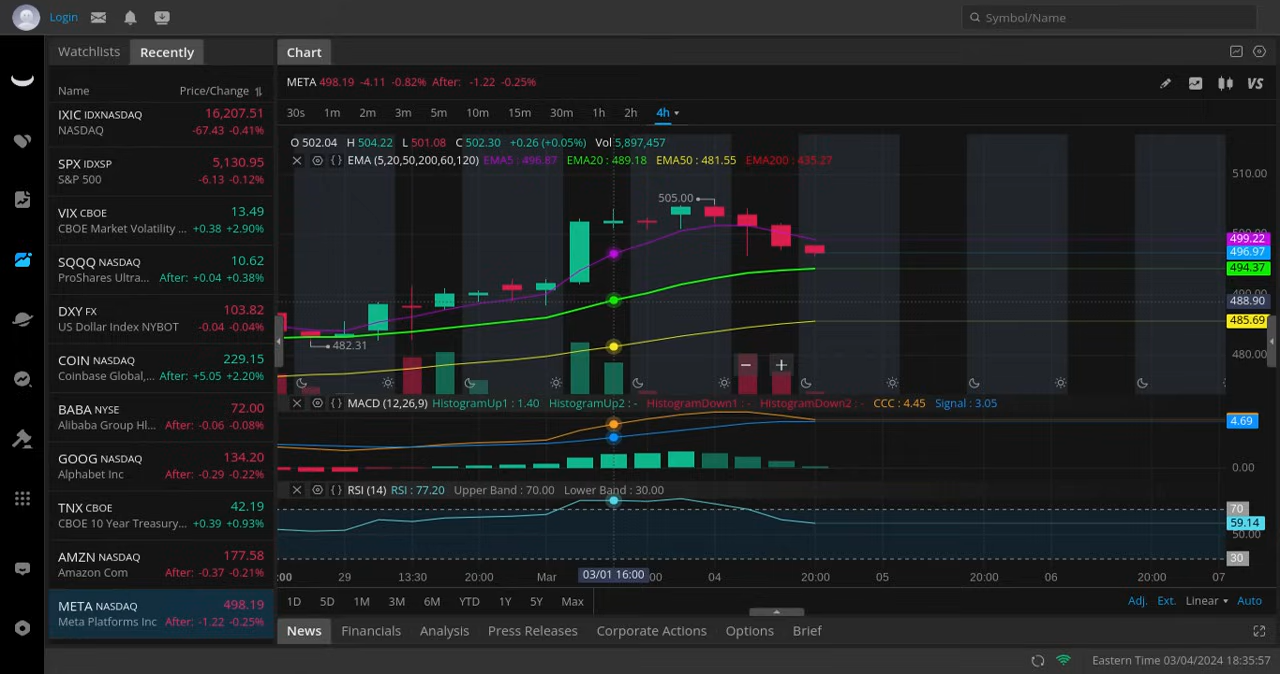 Login
Symbol/Name
Watchlists Recently
Name Price/Change
IXIC IDXNASDAQ 16,207.51
NASDAQ -67.43 -0.41%
SPX IDXSP 5,130.95
S&P 500 -6.13 -0.12%
VIX CBOE 13.49
CBOE Market Volatility ... +0.38 +2.90%
SQQQ NASDAQ 10.62
ProShares Ultra... After: +0.04 +0.38%
DXY FX 103.82
US Dollar Index NYBOT -0.04 -0.04%
COIN NASDAQ 229.15
Coinbase Global,... After: +5.05 +2.20%
BABA NYSE 72.00
Alibaba Group Hl... After: -0.06 -0.08%
GOOG NASDAQ 134.20
Alphabet Inc After: -0.29 -0.22%
TNX CBOE 42.19
CBOE 10 Year Treasury... +0.39 +0.93%
AMZN NASDAQ 177.58
Amazon Com After: -0.37 -0.21%
META NASDAQ 498.19
Meta Platforms Inc After: -1.22 -0.25%
Chart
META 498.19 -4.11 -0.82% After: -1.22 -0.25%
VS
30s 1m 2m 3m 5m 10m 15m 30m 1h 2h 4h
O 502.04 H 504.22 L 501.08 C 502.30 +0.26 (+0.05%) Vol 5,897,457
EMA (5,20,50,200,60,120) EMA5 : 496.87 EMA20 : 489.18 EMA50 : 481.55 EMA200 : 435.27
510.00
505.00
499.22
496.97
494.37
488.90
485.69
482.31
480.00
MACD (12,26,9) HistogramUp1 : 1.40 HistogramUp2 : - HistogramDown1 : - HistogramDown2 : - CCC : 4.45 Signal : 3.05
4.69
0.00
RSI (14) RSI : 77.20 Upper Band : 70.00 Lower Band : 30.00
70
59.14
50.00
30
:00 29 13:30 20:00 Mar 03/01 16:00 :00 04 20:00 05 20:00 06 20:00 07
1D 5D 1M 3M 6M YTD 1Y 5Y Max Adj. Ext. Linear Auto
News Financials Analysis Press Releases Corporate Actions Options Brief
Eastern Time 03/04/2024 18:35:57